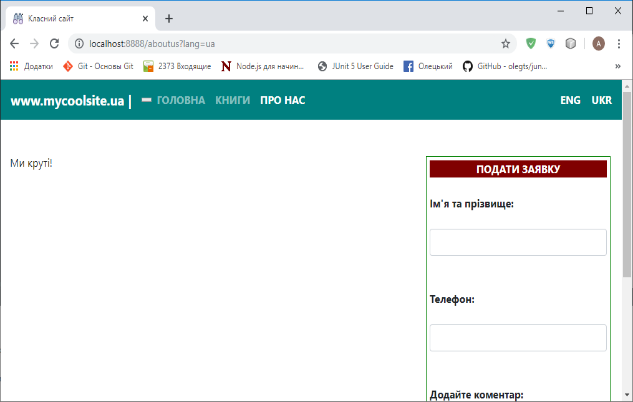 Класний сайт
localhost:8888/aboutus?lang=ua
A
Додатки
Git - Основы Git
2373 Входящие
Node.js для начин...
JUnit 5 User Guide
Олецький
GitHub - olegts/jun...
www.mycoolsite.ua |
ГОЛОВНА
КНИГИ
ПРО НАС
ENG
UKR
Ми круті!
ПОДАТИ ЗАЯВКУ
Ім'я та прізвище:
Телефон:
Додайте коментар: